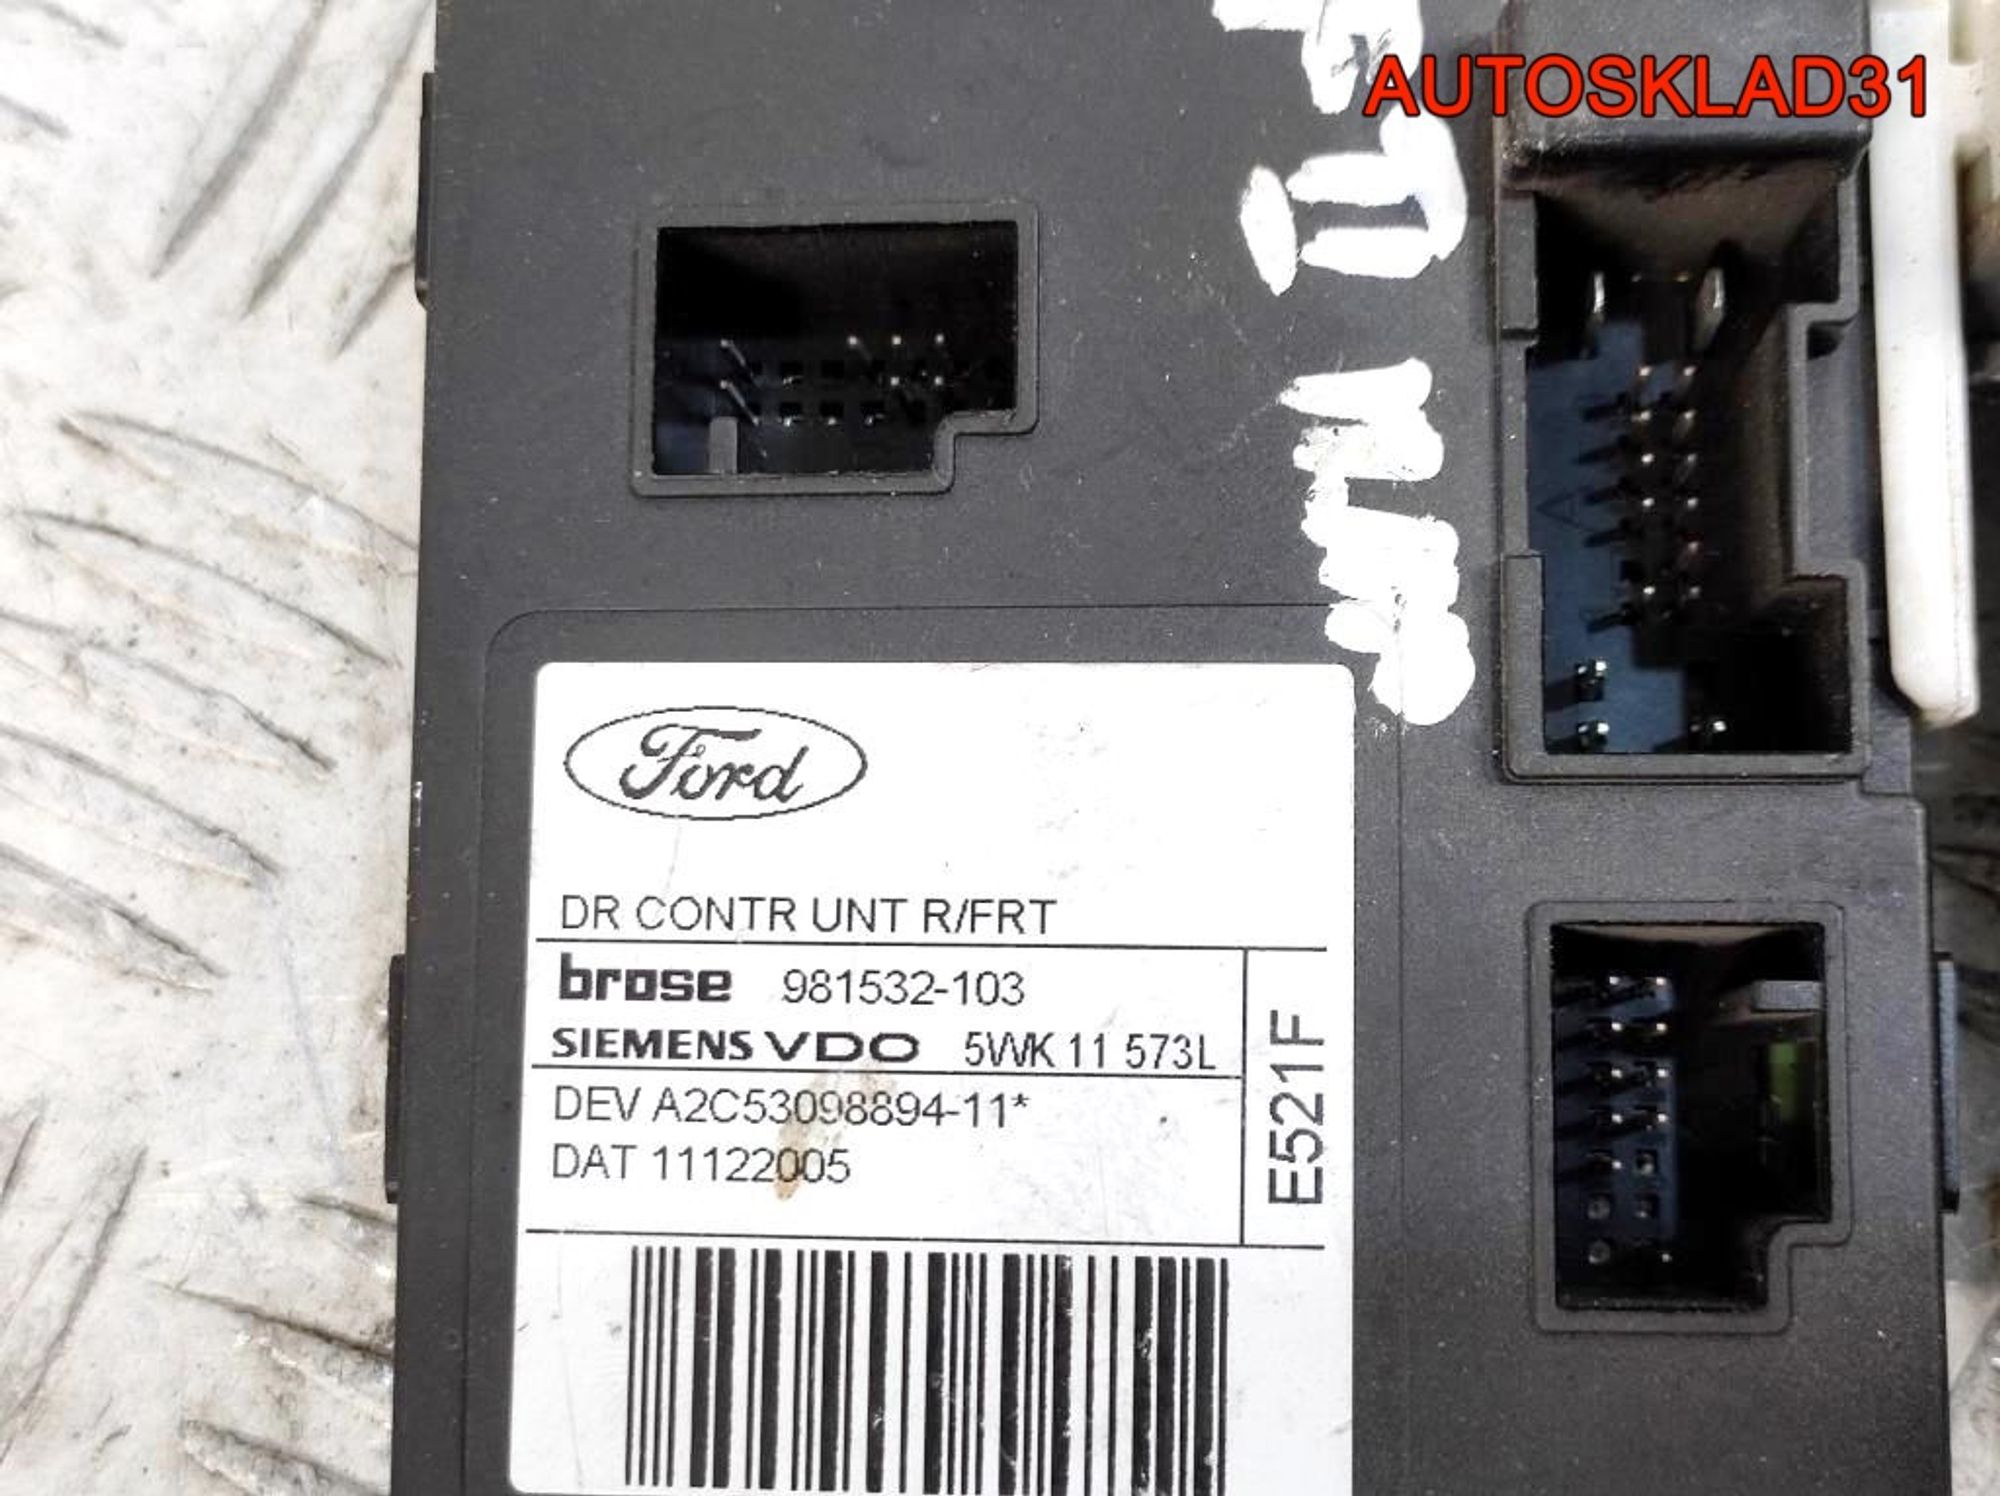 AUTOSKLAD31
Ford
DR CONTR UNT R/FRT
brose 981532-103
SIEMENS VDO 5WK 11 573L
DEV A2C53098894-11*
DAT 11122005
E521F